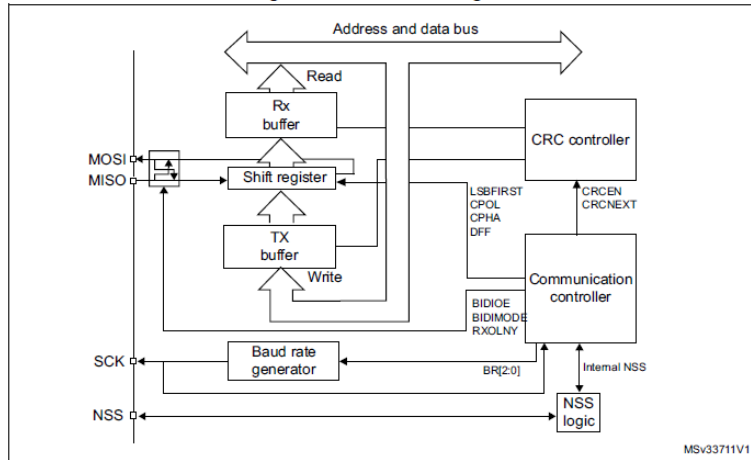 Address and data bus
Read
Rx
buffer
CRC controller
MOSI
MISO
Shift register
LSBFIRST
CPOL
CPHA
DFF
CRCEN
CRCNEXT
TX
buffer
Write
Communication
controller
BIDIOE
BIDIMODE
RXOLNY
SCK
Baud rate
generator
BR[2:0]
Internal NSS
NSS
NSS
logic
MSv33711V1